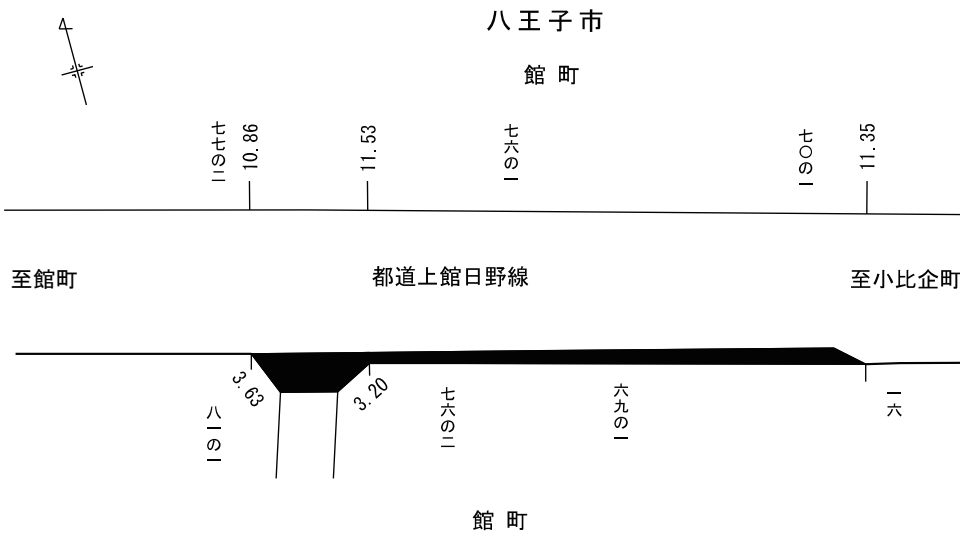 八王子市
館町
七七の二
10.86
11.53
七六の一
七〇の一
11.35
至館町
都道上館日野線
至小比企町
3.63
3.20
八一の一
七六の二
六九の一
一六
館町